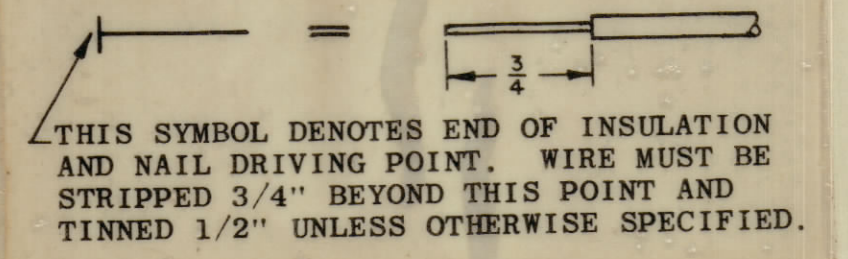 =
3/4
THIS SYMBOL DENOTES END OF INSULATION
AND NAIL DRIVING POINT. WIRE MUST BE
STRIPPED 3/4" BEYOND THIS POINT AND
TINNED 1/2" UNLESS OTHERWISE SPECIFIED.